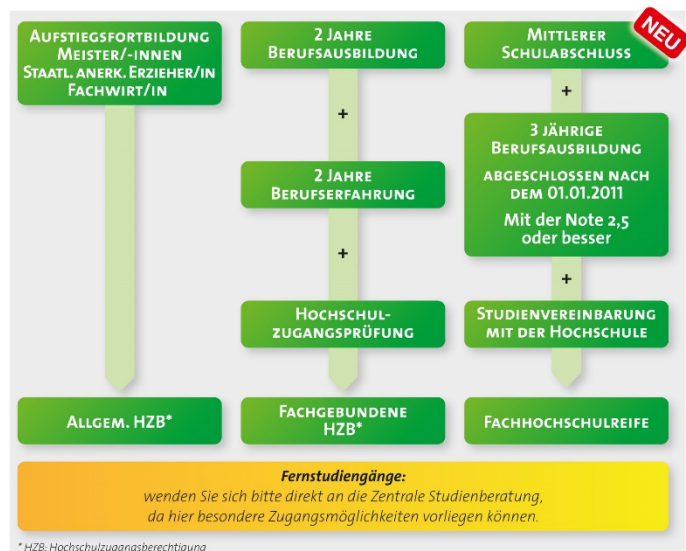 AUFSTIEGSFORTBILDUNG
MEISTER/-INNEN
STAATL. ANERK. ERZIEHER/IN
FACHWIRT/IN
ALLGEM. HZB*
2 JAHRE
BERUFSAUSBILDUNG
+
2 JAHRE
BERUFSERFAHRUNG
+
HOCHSCHUL-
ZUGANGSPRÜFUNG
FACHGEBUNDENE
HZB*
MITTLERER
SCHULABSCHLUSS
NEU
+
3 JÄHRIGE
BERUFSAUSBILDUNG
ABGESCHLOSSEN NACH
DEM 01.01.2011
Mit der Note 2,5
oder besser
+
STUDIENVEREINBARUNG
MIT DER HOCHSCHULE
FACHHOCHSCHULREIFE
Fernstudiengänge:
wenden Sie sich bitte direkt an die Zentrale Studienberatung,
da hier besondere Zugangsmöglichkeiten vorliegen können.
* HZB: Hochschulzugangsberechtigung